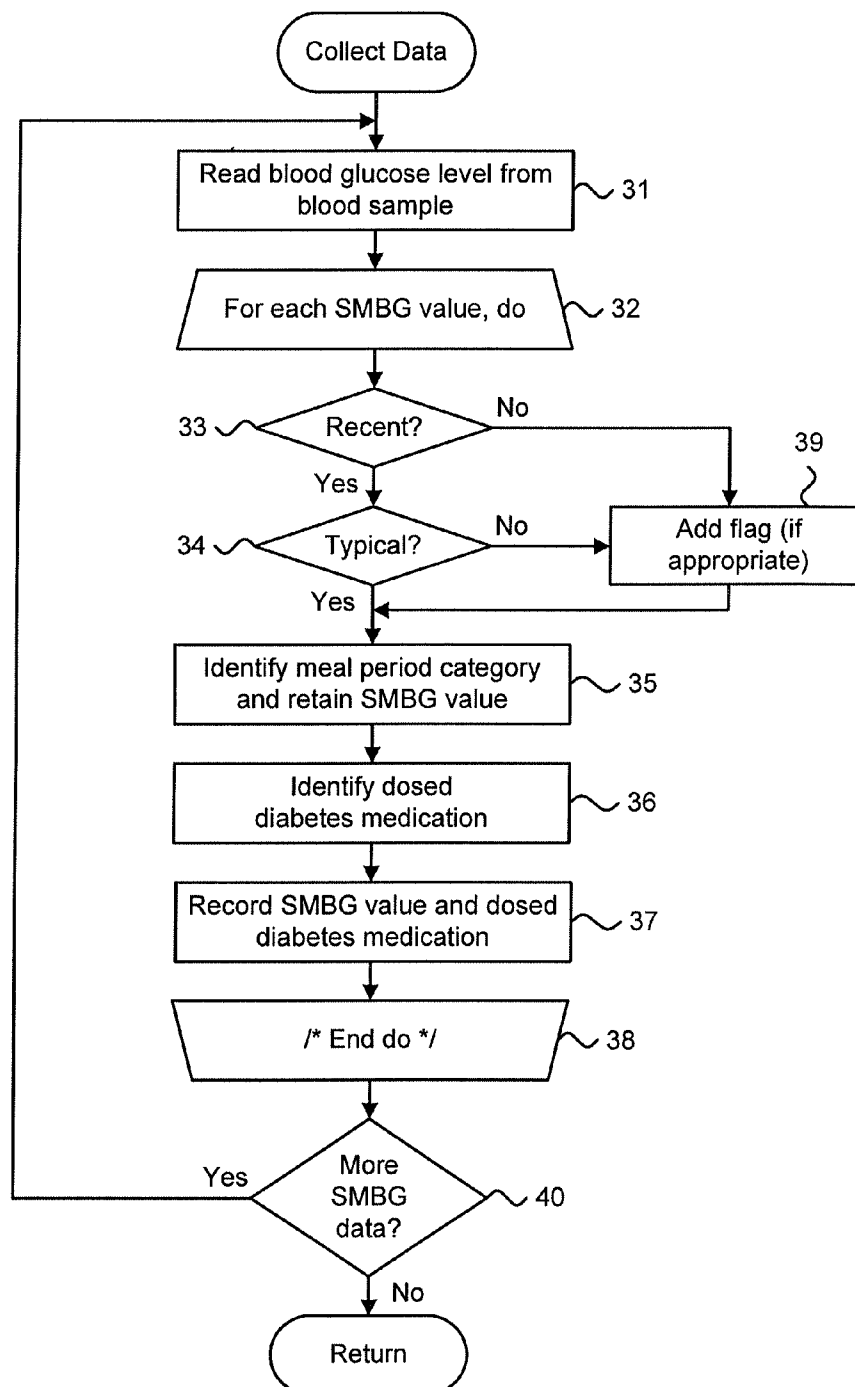 Collect Data
Read blood glucose level from
blood sample
31
For each SMBG value, do
32
33
Recent?
No
Yes
39
34
Typical?
No
Add flag (if
appropriate)
Yes
Identify meal period category
and retain SMBG value
35
Identify dosed
diabetes medication
36
Record SMBG value and dosed
diabetes medication
37
/* End do */
38
Yes
More
SMBG
data?
40
No
Return